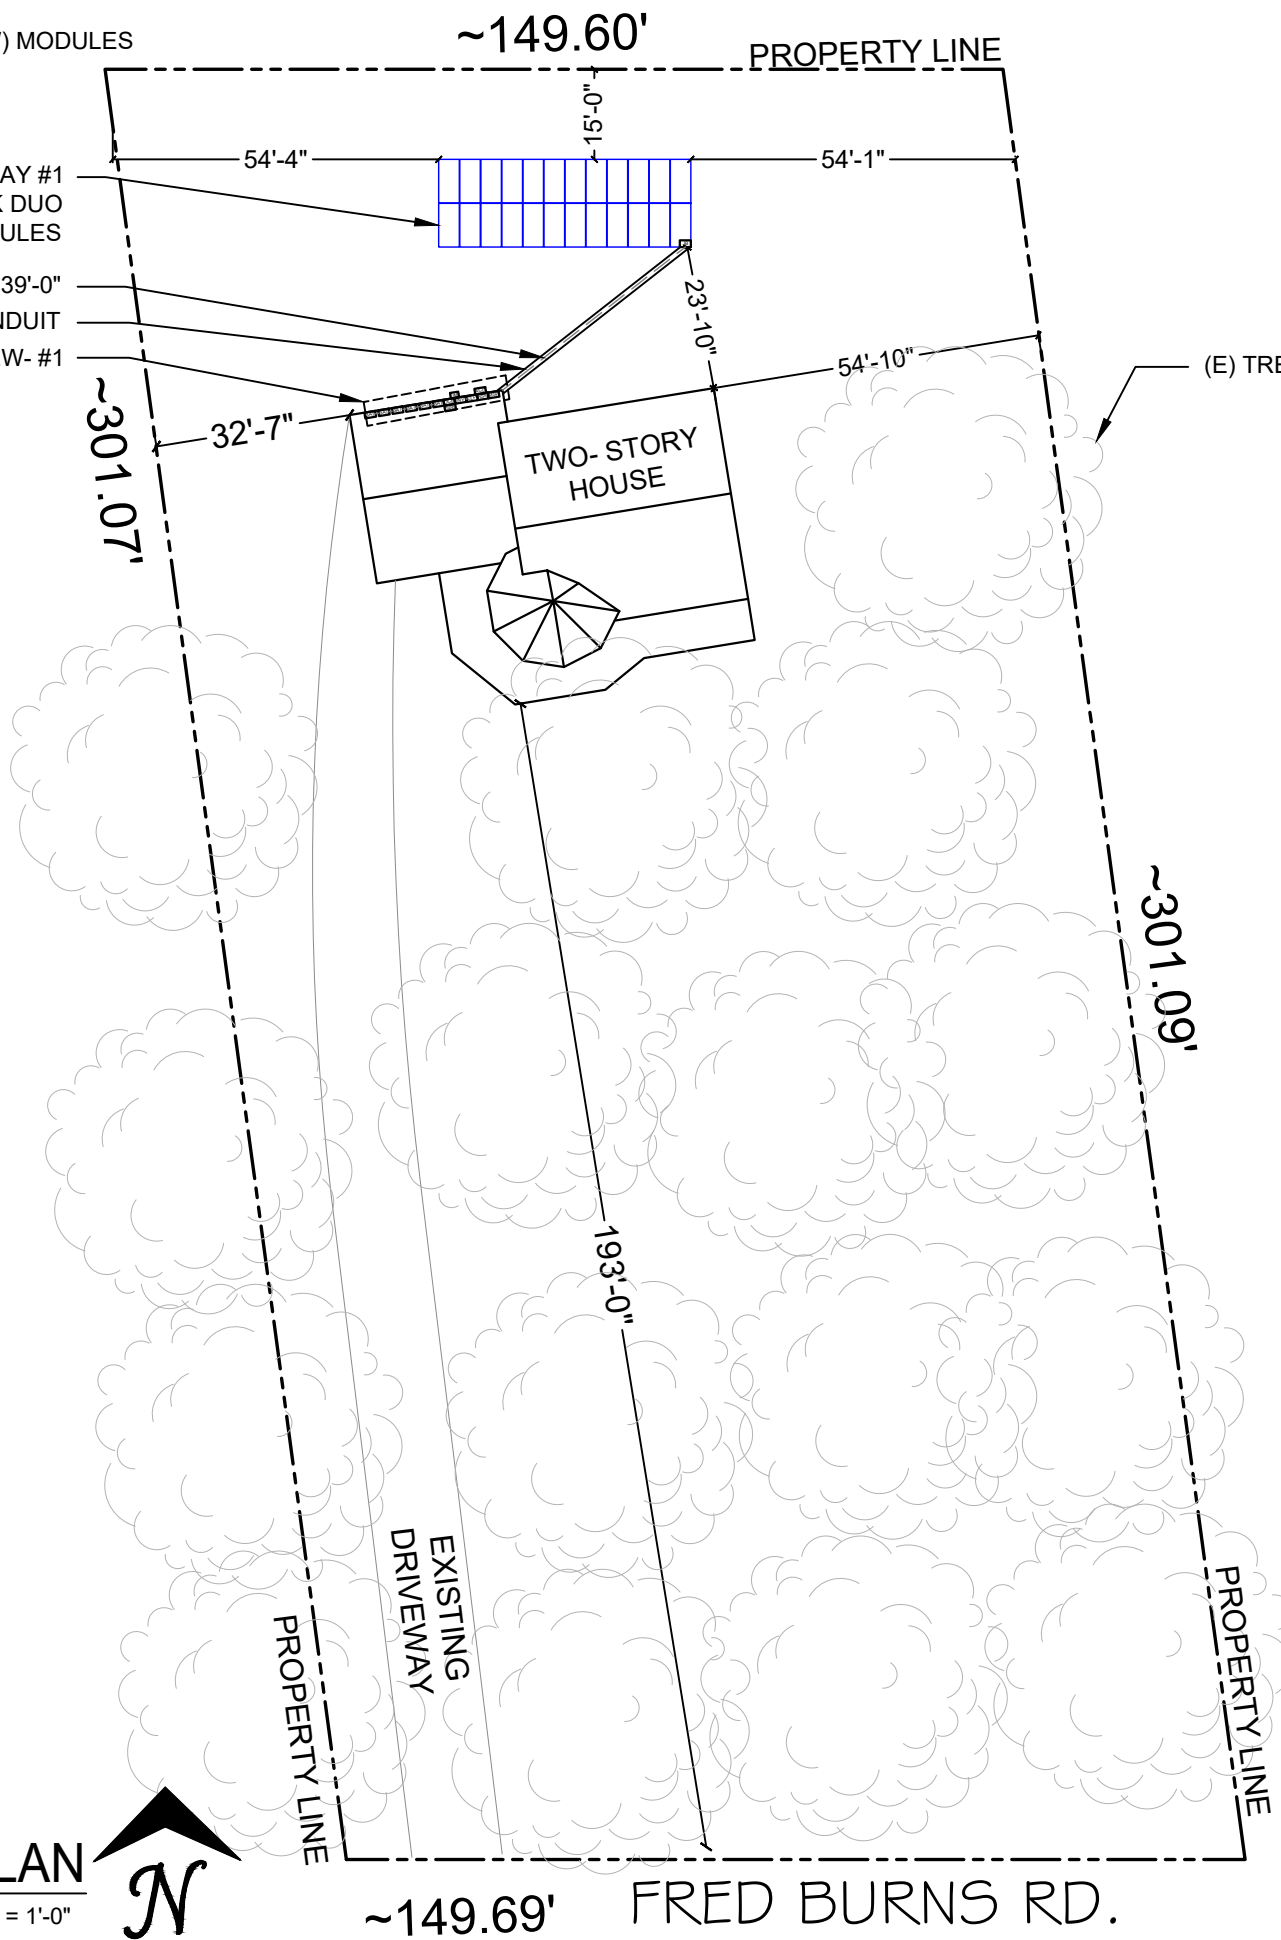 ) MODULES
~149.60'
PROPERTY LINE
15'-0"
54'-4"
54'-1"
AY #1
DUO
ULES
39'-0"
NDUIT
W- #1
23'-10"
54'-10"
(E) TRE
~301.07'
32'-7"
TWO- STORY
HOUSE
~301.09'
193'-0"
EXISTING
DRIVEWAY
PROPERTY LINE
PROPERTY LINE
LAN
= 1'-0"
N
~149.69'
FRED BURNS RD.